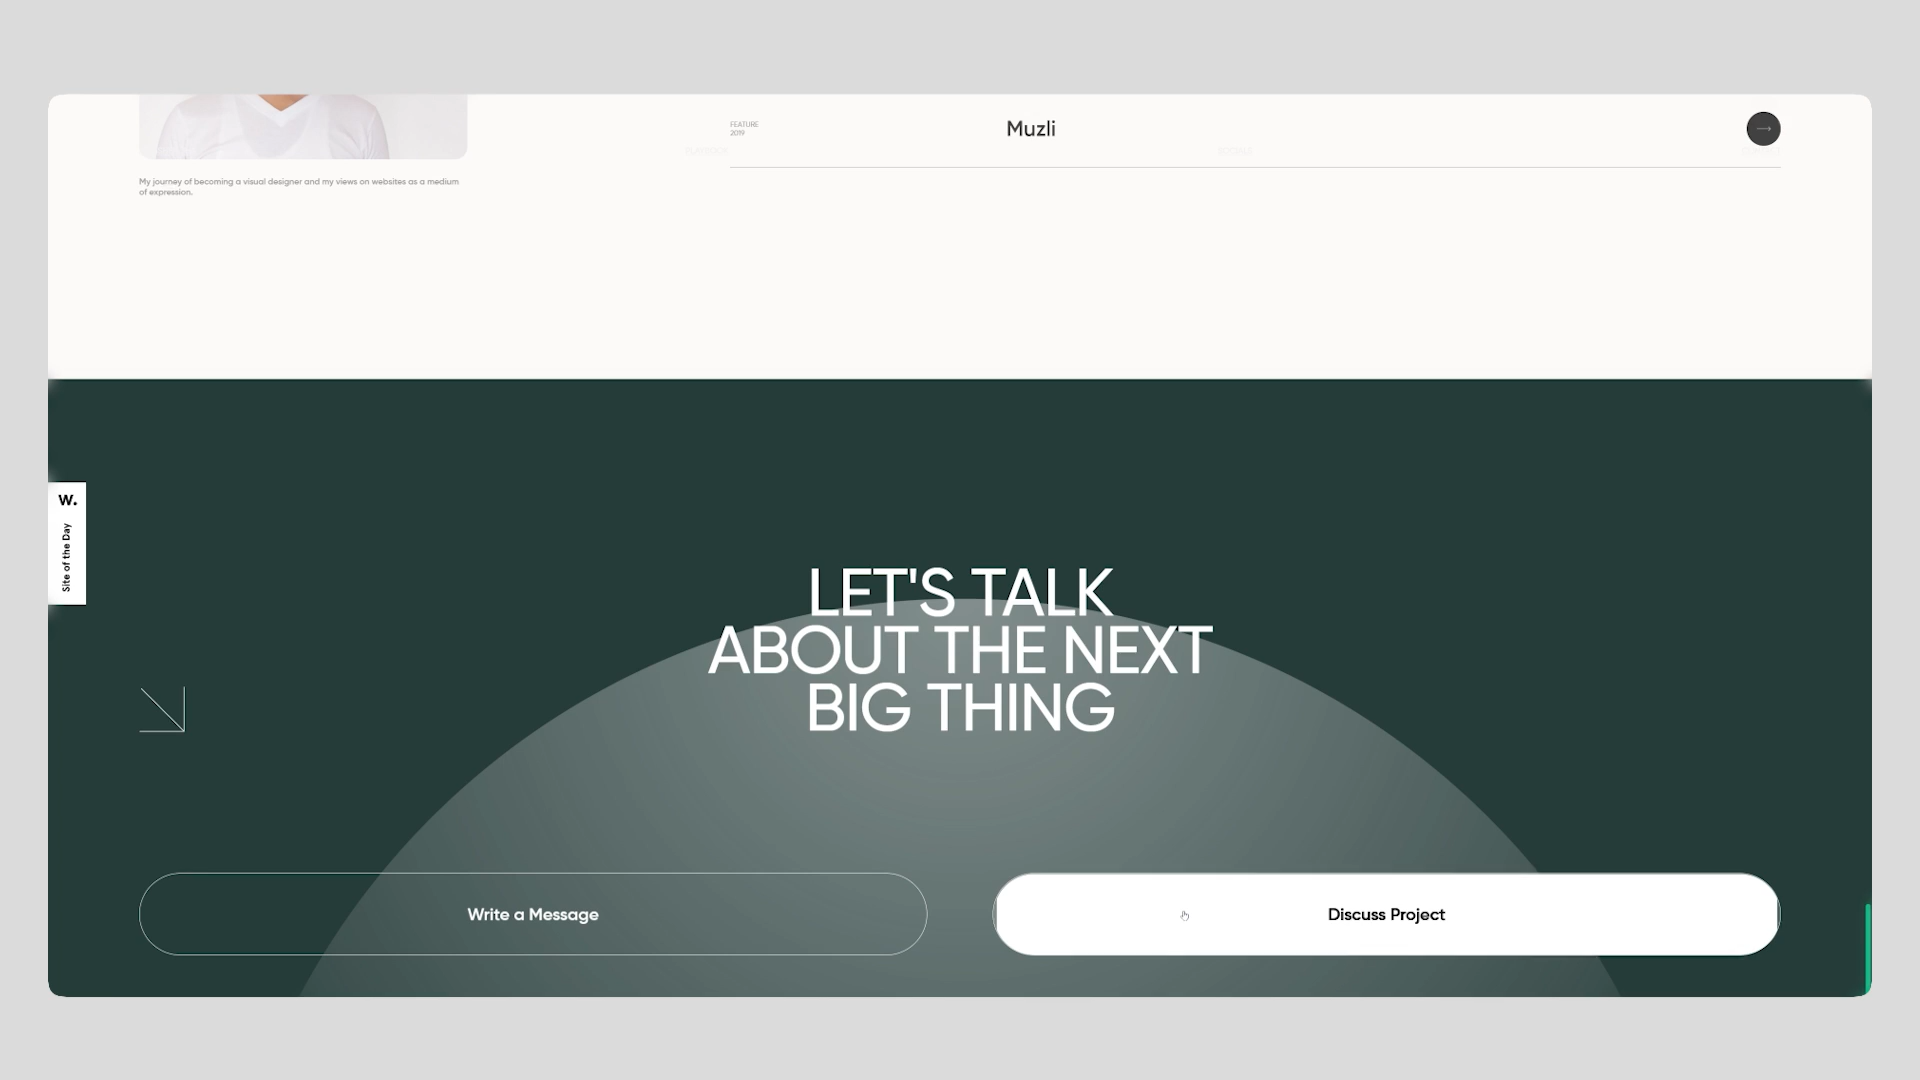 FEATURE
2019
Muzli
My journey of becoming a visual designer and my views on websites as a medium
of expression.
W.
Site of the Day
LET'S TALK
ABOUT THE NEXT
BIG THING
Write a Message
Discuss Project